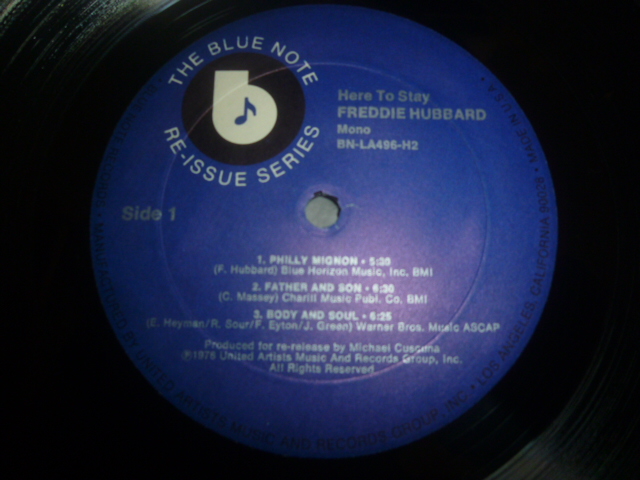 THE BLUE NOTE
RE-ISSUE SERIES
Here To Stay
FREDDIE HUBBARD
Mono
BN-LA496-H2
Side 1
1. PHILLY MIGNON • 5:30
(F. Hubbard) Blue Horizon Music, Inc. BMI
2. FATHER AND SON • 6:30
(C. Massey) Charill Music Publ. Co. BMI
3. BODY AND SOUL • 6:25
(E. Heyman/R. Sour/F. Eyton/J. Green) Warner Bros. Music ASCAP
Produced for re-release by Michael Cuscuna
℗1976 United Artists Music And Records Group, Inc.
All Rights Reserved
BY UNITED ARTISTS MUSIC AND RECORDS GROUP, INC. • LOS ANGELES, CALIFORNIA 90028 • MADE IN U.S.A. •